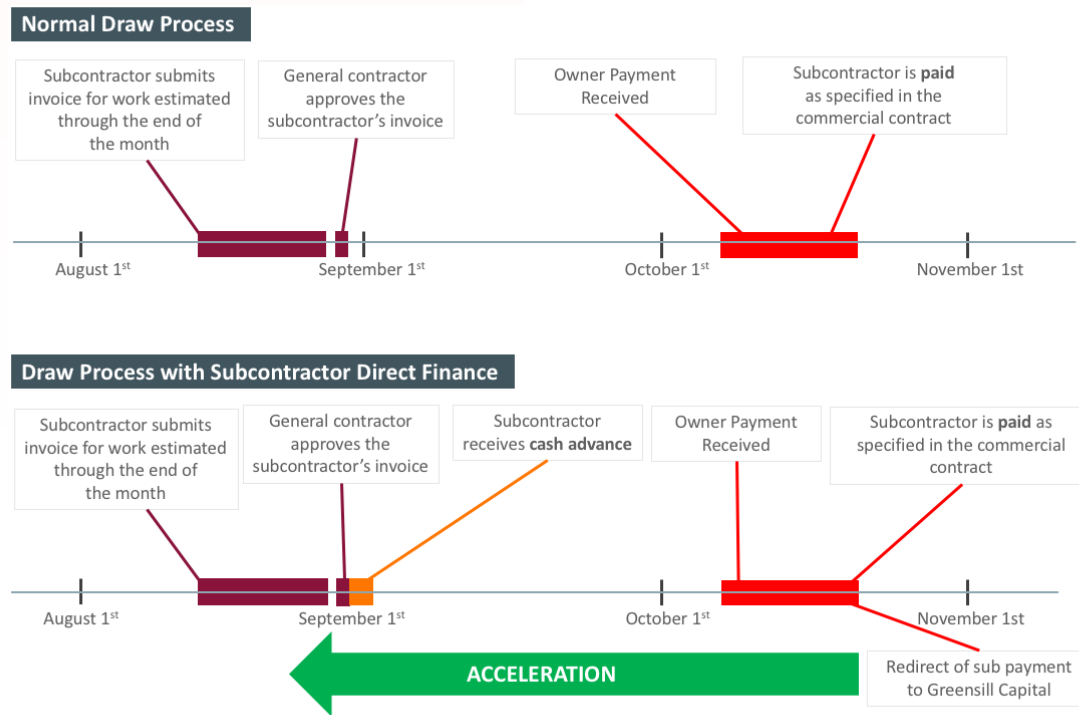 Normal Draw Process
Subcontractor submits
invoice for work estimated
through the end of
the month
General contractor
approves the
subcontractor's invoice
Owner Payment
Received
Subcontractor is paid
as specified in the
commercial contract
August 1st
September 1st
October 1st
November 1st
Draw Process with Subcontractor Direct Finance
Subcontractor submits
invoice for work estimated
through the end of
the month
General contractor
approves the
subcontractor's invoice
Subcontractor
receives cash advance
Owner Payment
Received
Subcontractor is paid as
specified in the commercial
contract
August 1st
September 1st
October 1st
November 1st
ACCELERATION
Redirect of sub payment
to Greensill Capital